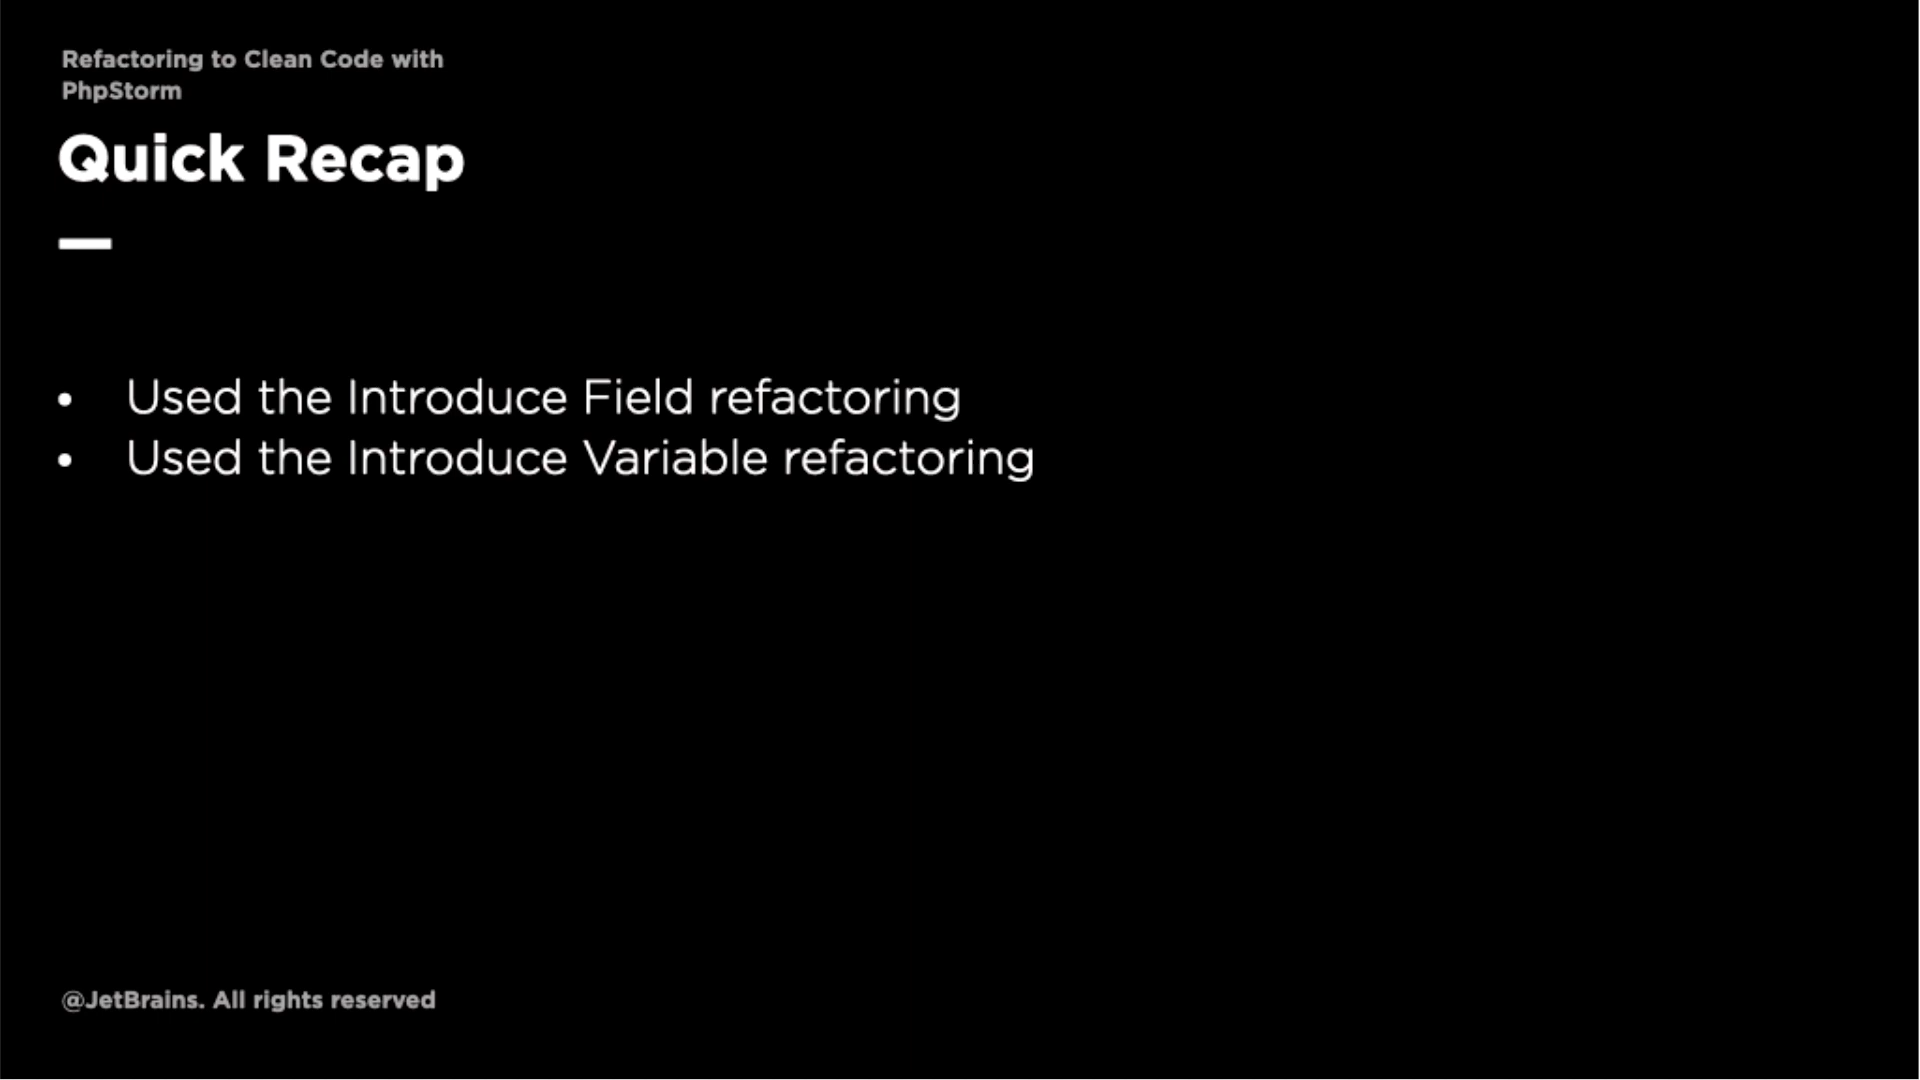 Refactoring to Clean Code with
PhpStorm
Quick Recap
• Used the Introduce Field refactoring
• Used the Introduce Variable refactoring
@JetBrains. All rights reserved